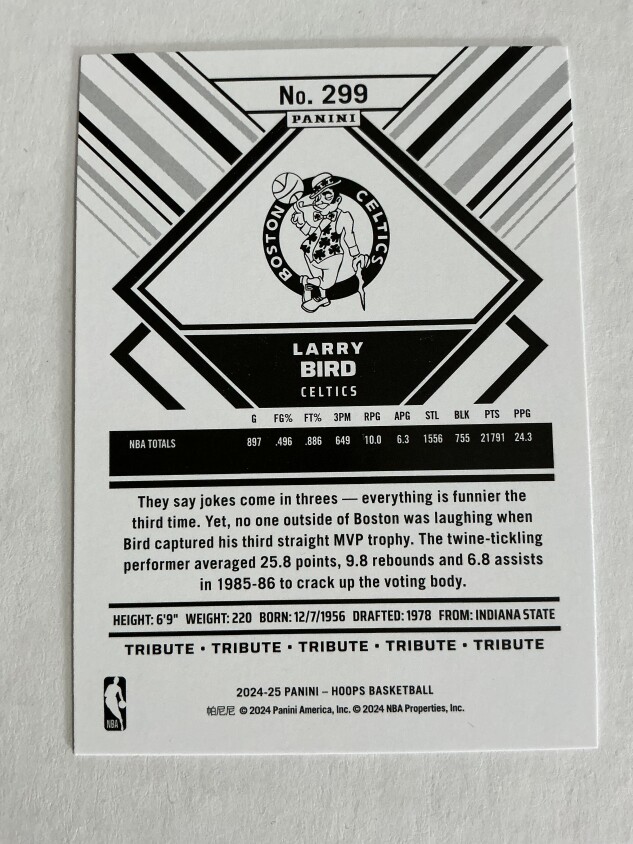 No. 299
PANINI
BOSTON CELTICS
LARRY
BIRD
CELTICS
G FG% FT% 3PM RPG APG STL BLK PTS PPG
NBA TOTALS 897 .496 .886 649 10.0 6.3 1556 755 21791 24.3
They say jokes come in threes — everything is funnier the
third time. Yet, no one outside of Boston was laughing when
Bird captured his third straight MVP trophy. The twine-tickling
performer averaged 25.8 points, 9.8 rebounds and 6.8 assists
in 1985-86 to crack up the voting body.
HEIGHT: 6'9" WEIGHT: 220 BORN: 12/7/1956 DRAFTED: 1978 FROM: INDIANA STATE
TRIBUTE • TRIBUTE • TRIBUTE • TRIBUTE • TRIBUTE
2024-25 PANINI – HOOPS BASKETBALL
帕尼尼 © 2024 Panini America, Inc. © 2024 NBA Properties, Inc.
NBA